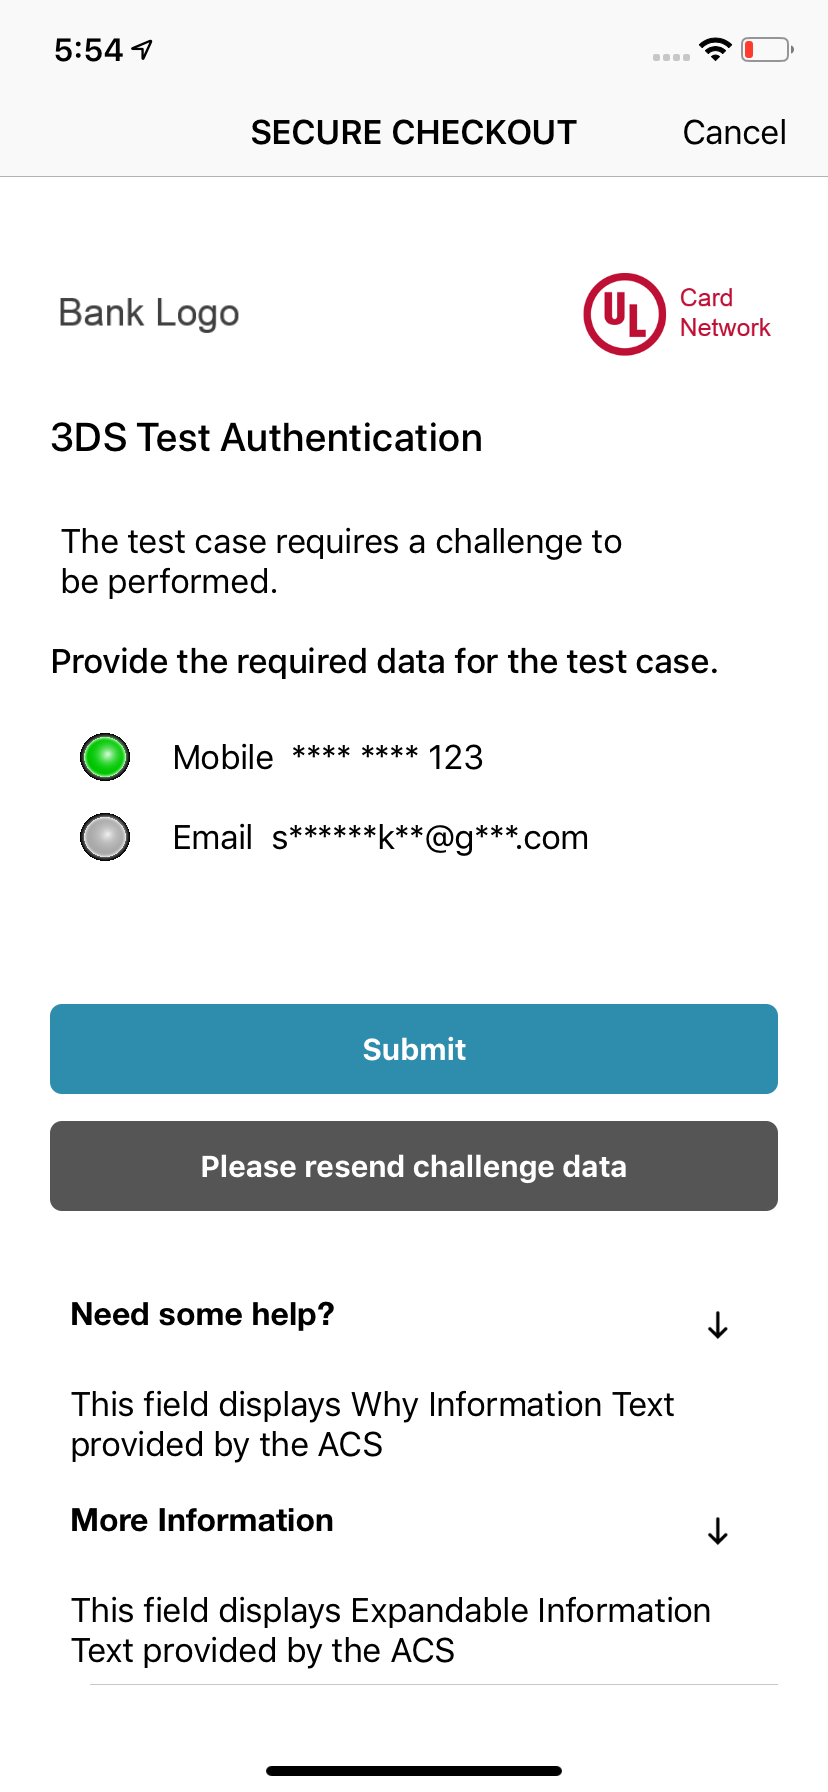 5:54
SECURE CHECKOUT
Cancel
Bank Logo
UL
Card
Network
3DS Test Authentication
The test case requires a challenge to
be performed.
Provide the required data for the test case.
Mobile **** **** 123
Email s******k**@g***.com
Submit
Please resend challenge data
Need some help?
This field displays Why Information Text
provided by the ACS
More Information
This field displays Expandable Information
Text provided by the ACS